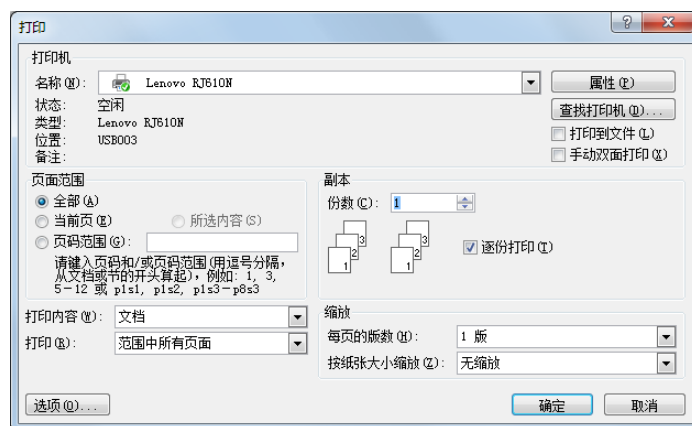 打印
打印机
名称(N): Lenovo RJ610N 属性(P)
状态: 空闲 查找打印机(D)...
类型: Lenovo RJ610N
位置: USB003 打印到文件(L)
备注: 手动双面打印(X)
页面范围 副本
全部(A) 份数(C): 1
当前页(E) 所选内容(S)
页码范围(G): 逐份打印(T)
请键入页码和/或页码范围(用逗号分隔，
从文档或节的开头算起)，例如: 1, 3,
5-12 或 p1s1, p1s2, p1s3-p8s3
1 2 3 1 2 3
打印内容(W): 文档 缩放
每页的版数(H): 1 版
打印(R): 范围中所有页面
按纸张大小缩放(Z): 无缩放
选项(O)... 确定 取消